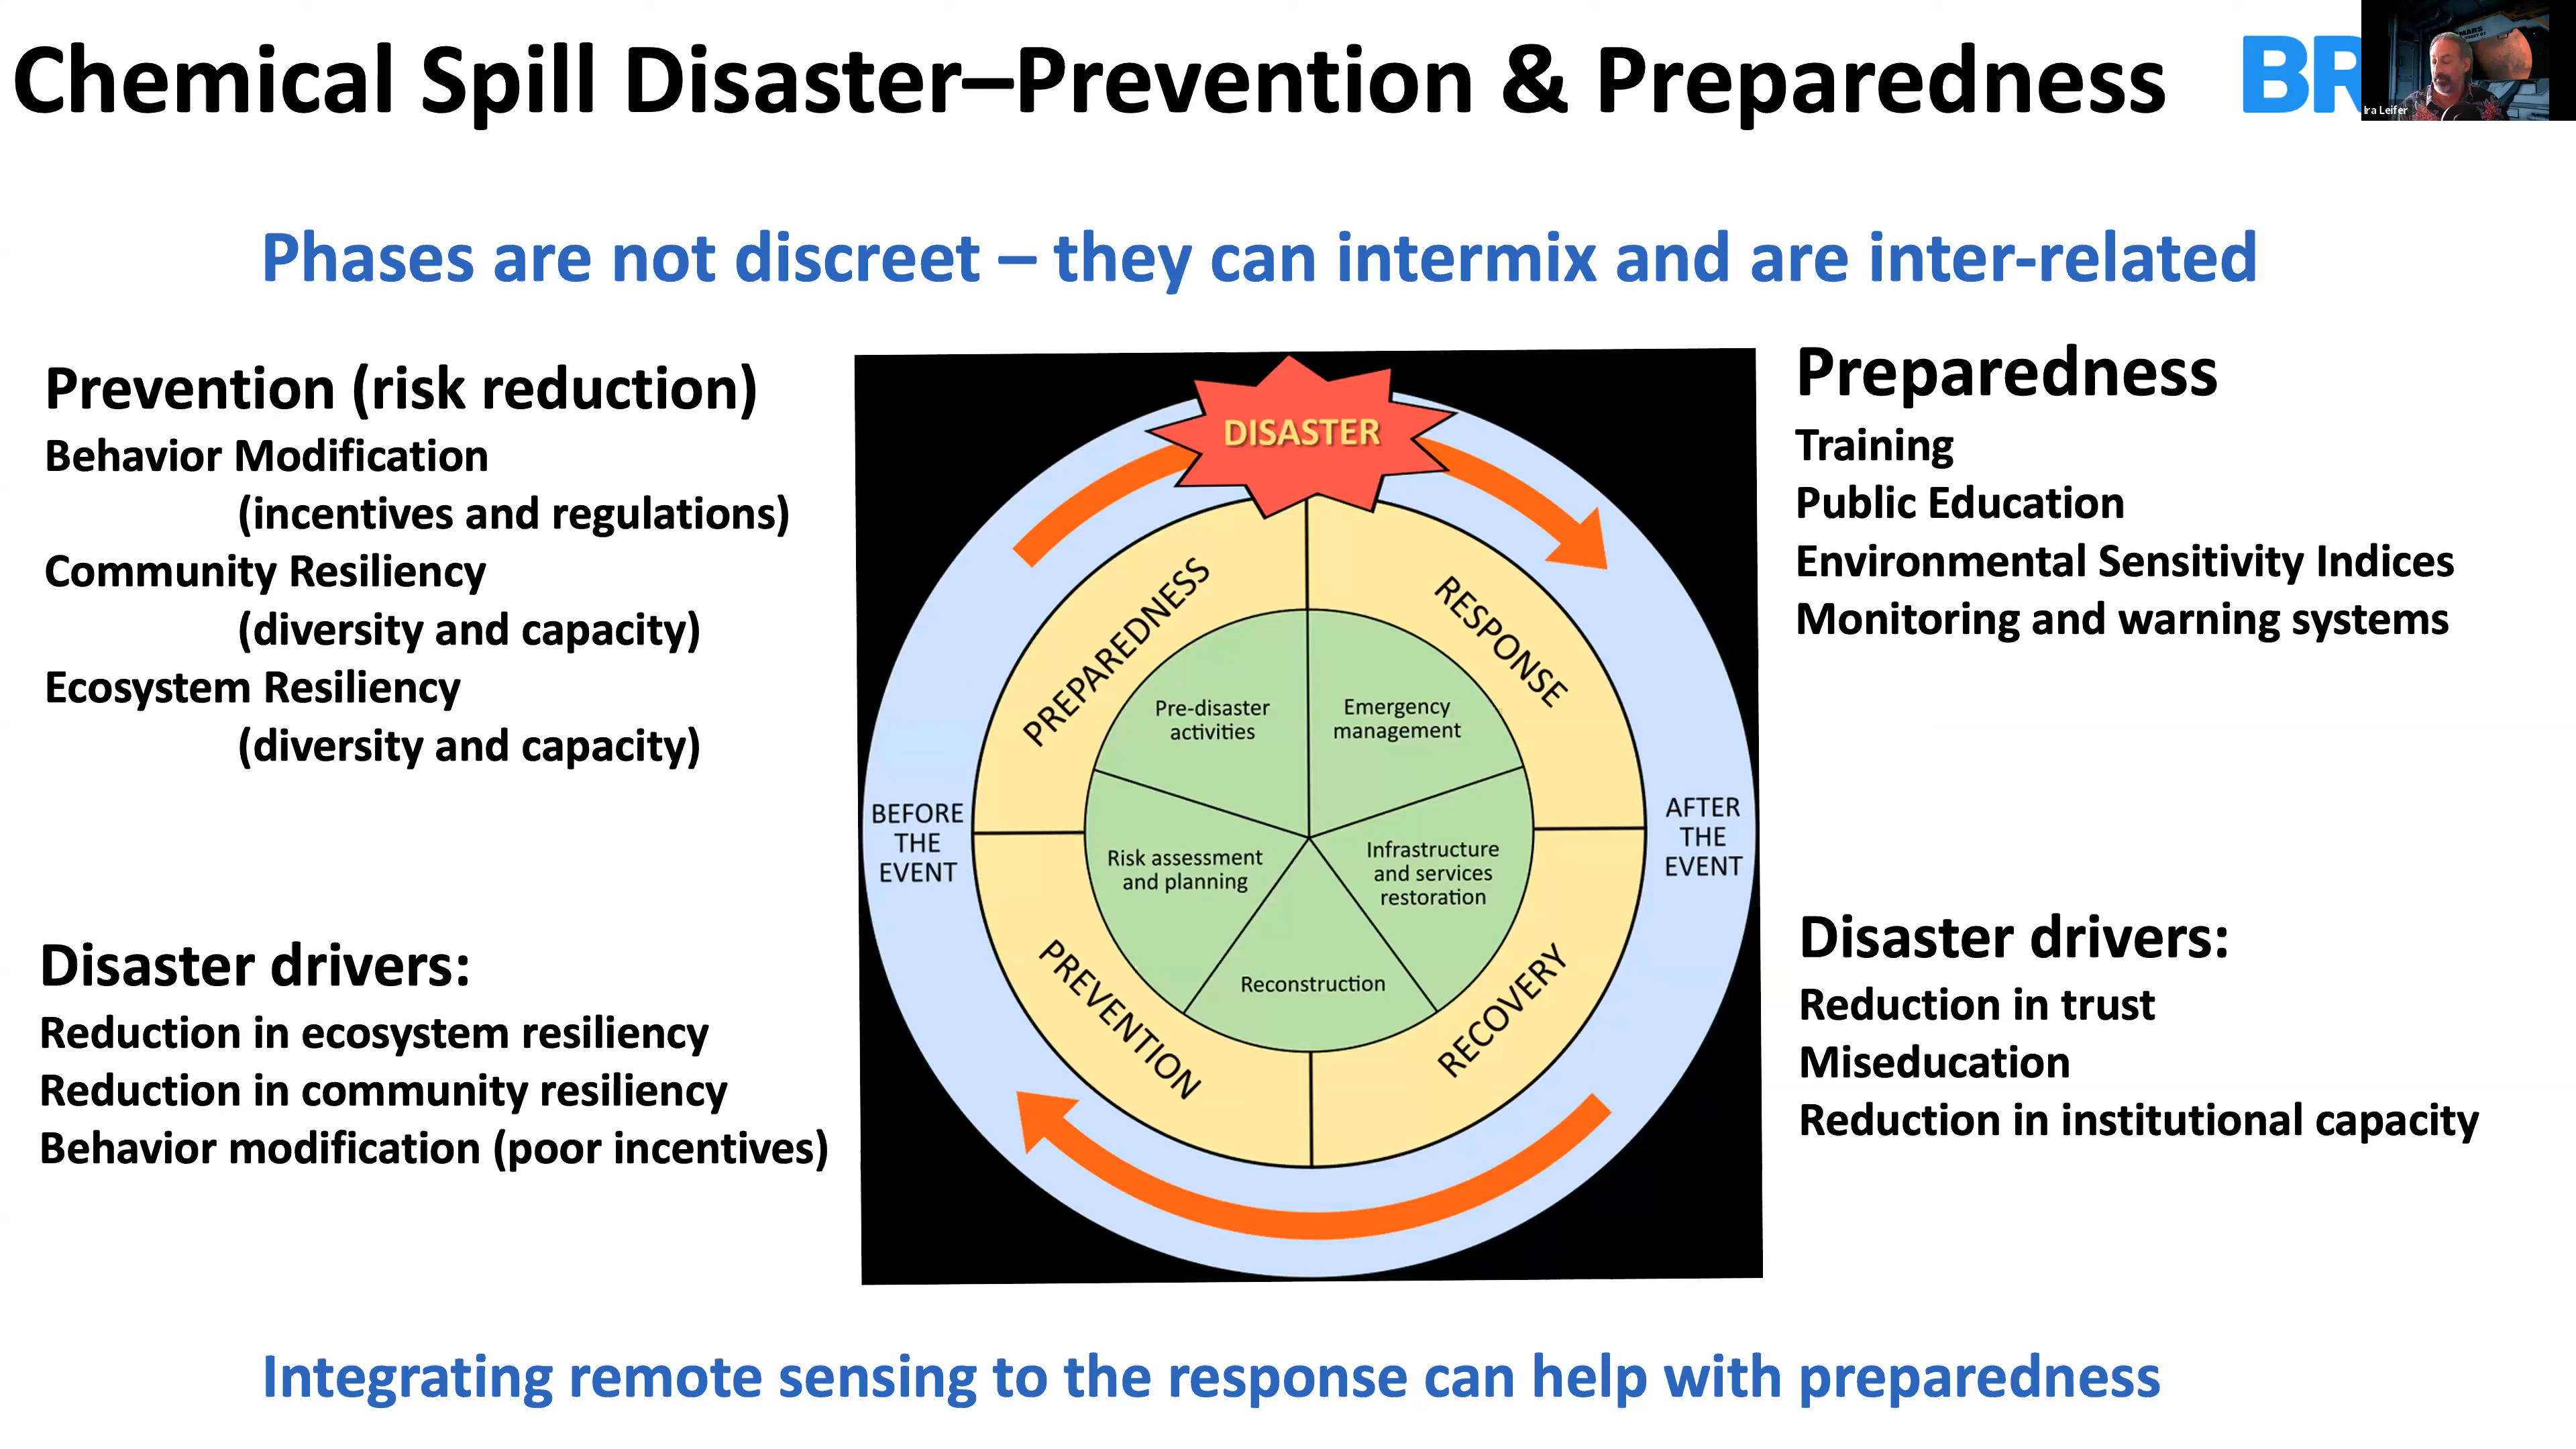 Chemical Spill Disaster–Prevention & Preparedness
BR
Ira Leifer
Phases are not discreet – they can intermix and are inter-related
Prevention (risk reduction)
Behavior Modification
(incentives and regulations)
Community Resiliency
(diversity and capacity)
Ecosystem Resiliency
(diversity and capacity)
Disaster drivers:
Reduction in ecosystem resiliency
Reduction in community resiliency
Behavior modification (poor incentives)
DISASTER
PREPAREDNESS
RESPONSE
Pre-disaster
activities
Emergency
management
BEFORE
THE
EVENT
AFTER
THE
EVENT
Risk assessment
and planning
Infrastructure
and services
restoration
Reconstruction
PREVENTION
RECOVERY
Preparedness
Training
Public Education
Environmental Sensitivity Indices
Monitoring and warning systems
Disaster drivers:
Reduction in trust
Miseducation
Reduction in institutional capacity
Integrating remote sensing to the response can help with preparedness